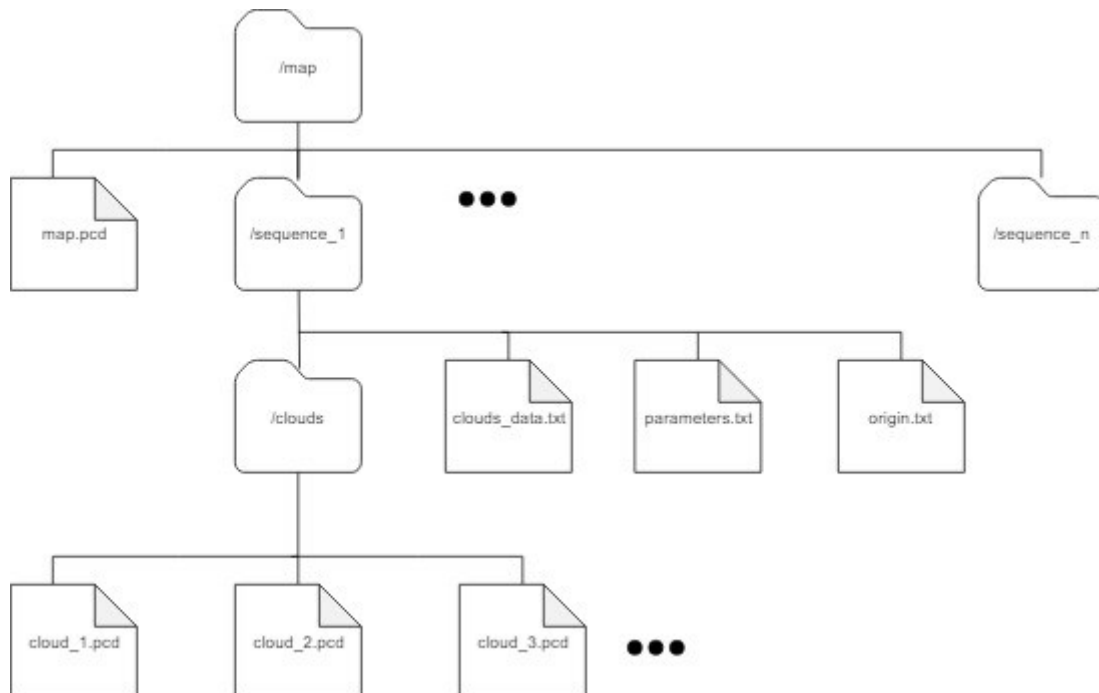 /map
map.pcd
/sequence_1
/sequence_n
/clouds
clouds_data.txt
parameters.txt
origin.txt
cloud_1.pcd
cloud_2.pcd
cloud_3.pcd